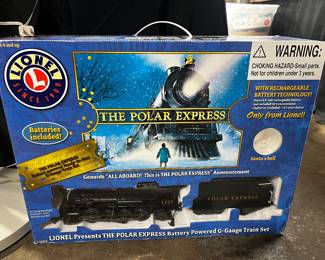 LIONEL
SINCE 1900
WARNING:
CHOKING HAZARD-Small parts.
Not for children under 3 years.
WITH RECHARGEABLE
BATTERY TECHNOLOGY!
Only from Lionel!
Batteries
included!
THE POLAR EXPRESS
Santa's bell
Genuine "ALL ABOARD! This is THE POLAR EXPRESS" Announcement
POLAR EXPRESS
LIONEL Presents THE POLAR EXPRESS Battery Powered G-Gauge Train Set